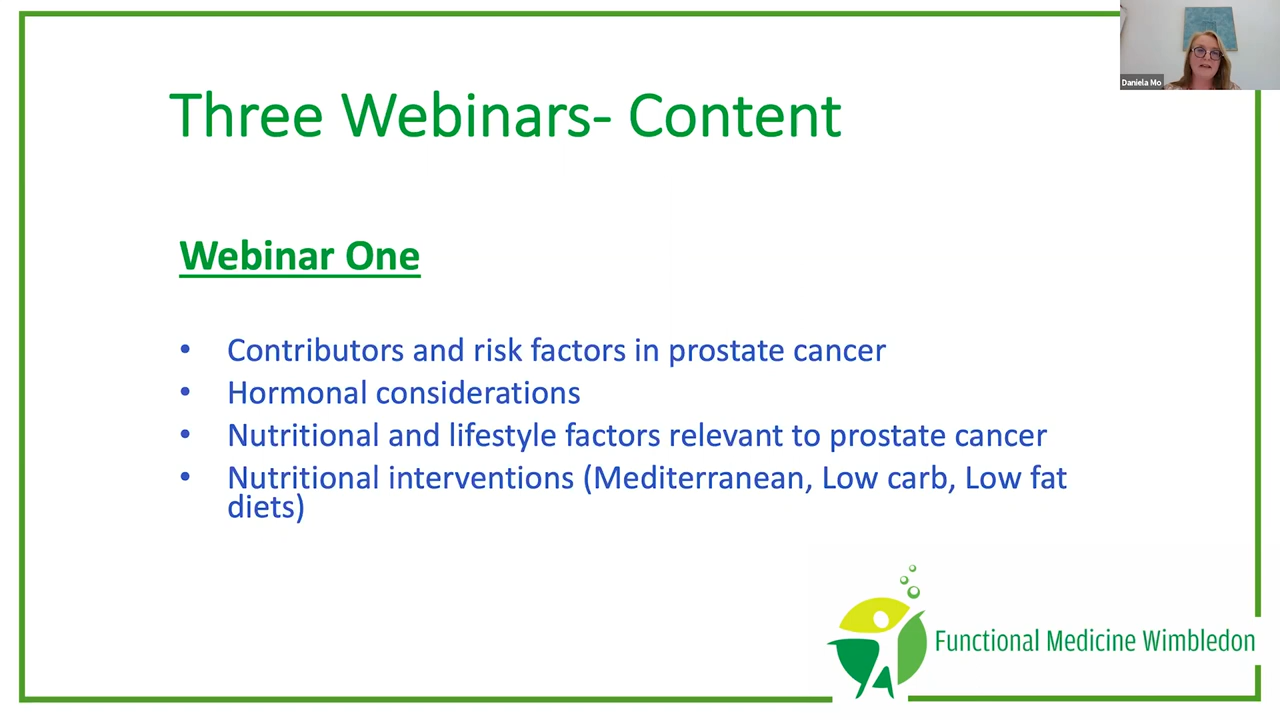 Three Webinars- Content
Daniela Mo
Webinar One
• Contributors and risk factors in prostate cancer
• Hormonal considerations
• Nutritional and lifestyle factors relevant to prostate cancer
• Nutritional interventions (Mediterranean, Low carb, Low fat
diets)
Functional Medicine Wimbledon